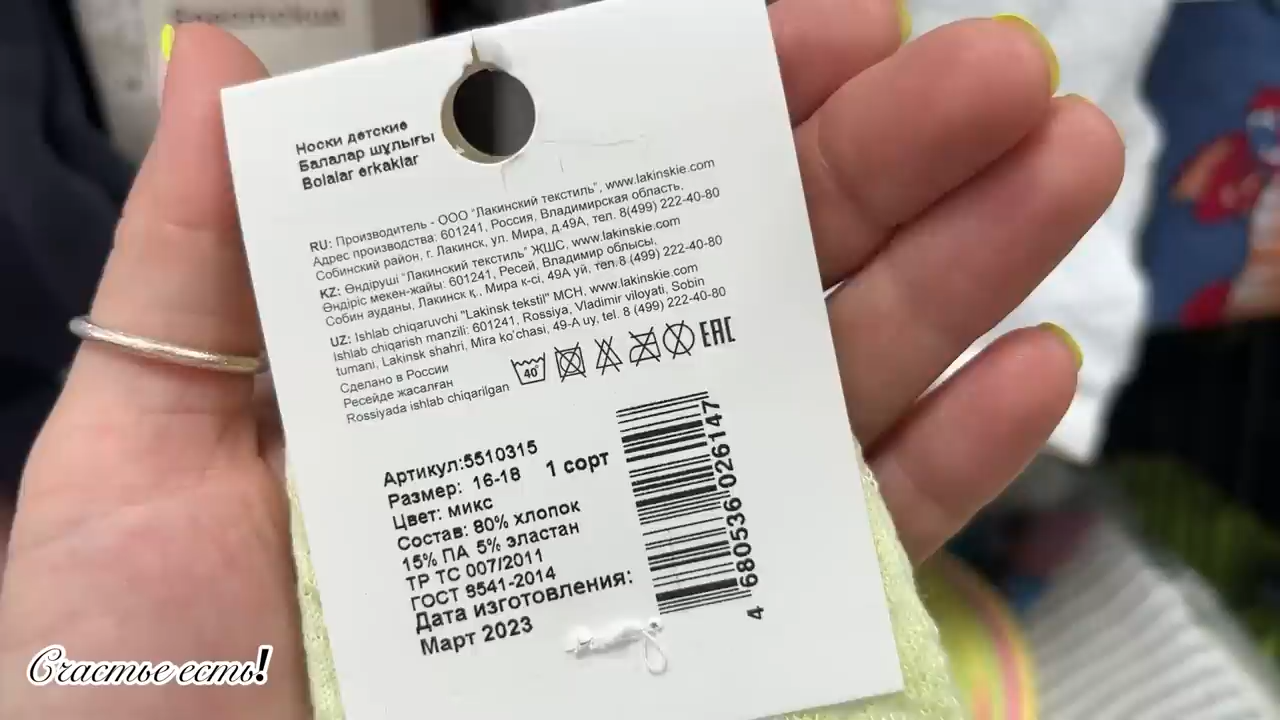 Носки детские
Балалар шұлығы
Bolalar erkaklar
RU: Производитель - ООО "Лакинский текстиль", www.lakinskie.com
Адрес производства: 601241, Россия, Владимирская область,
Собинский район, г. Лакинск, ул. Мира, д.49А, тел. 8(499) 222-40-80
KZ: Өндіруші "Лакинский текстиль" ЖШС, www.lakinskie.com
Өндіріс мекен-жайы: 601241, Ресей, Владимир облысы,
Собин ауданы, Лакинск қ., Мира к-сі, 49А уй, тел.8 (499) 222-40-80
UZ: Ishlab chiqaruvchi "Lakinsk tekstil" MCH, www.lakinskie.com
Ishlab chiqarish manzili: 601241, Rossiya, Vladimir viloyati, Sobin
tumani, Lakinsk shahri, Mira ko'chasi, 49-A uy, tel. 8 (499) 222-40-80
Сделано в России
Ресейде жасалған
Rossiyada ishlab chiqarilgan
40
ЕАС
Артикул:5510315
Размер: 16-18 1 сорт
Цвет: микс
Состав: 80% хлопок
15% ПА 5% эластан
ТР ТС 007/2011
ГОСТ 8541-2014
Дата изготовления:
Март 2023
4 680536 026147
Счастье есть!